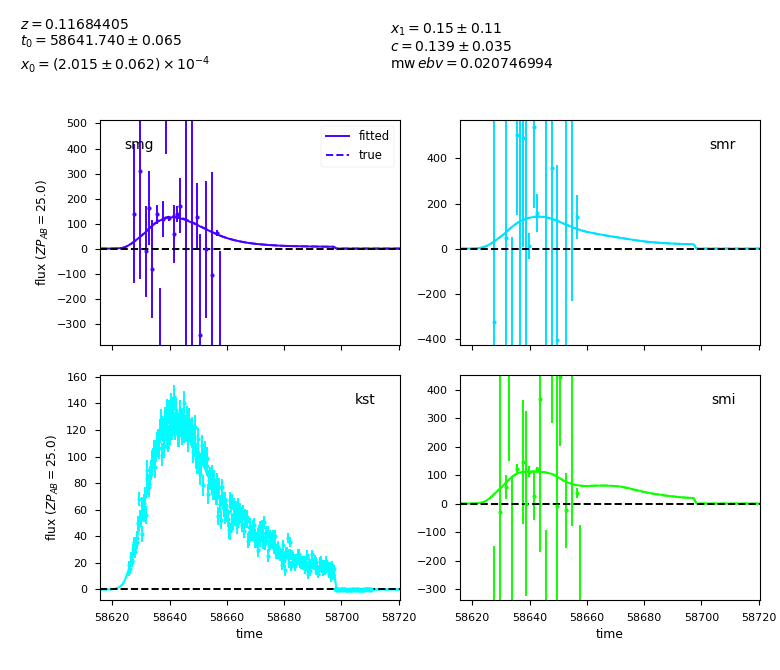 z = 0.11684405
t₀ = 58641.740 ± 0.065
x₀ = (2.015 ± 0.062) × 10⁻⁴
x₁ = 0.15 ± 0.11
c = 0.139 ± 0.035
mw ebv = 0.020746994
smg
fitted
true
500
400
300
200
100
0
−100
−200
−300
flux (ZP_AB = 25.0)
smr
400
200
0
−200
−400
kst
160
140
120
100
80
60
40
20
0
flux (ZP_AB = 25.0)
58620 58640 58660 58680 58700 58720
time
smi
400
300
200
100
0
−100
−200
−300
58620 58640 58660 58680 58700 58720
time